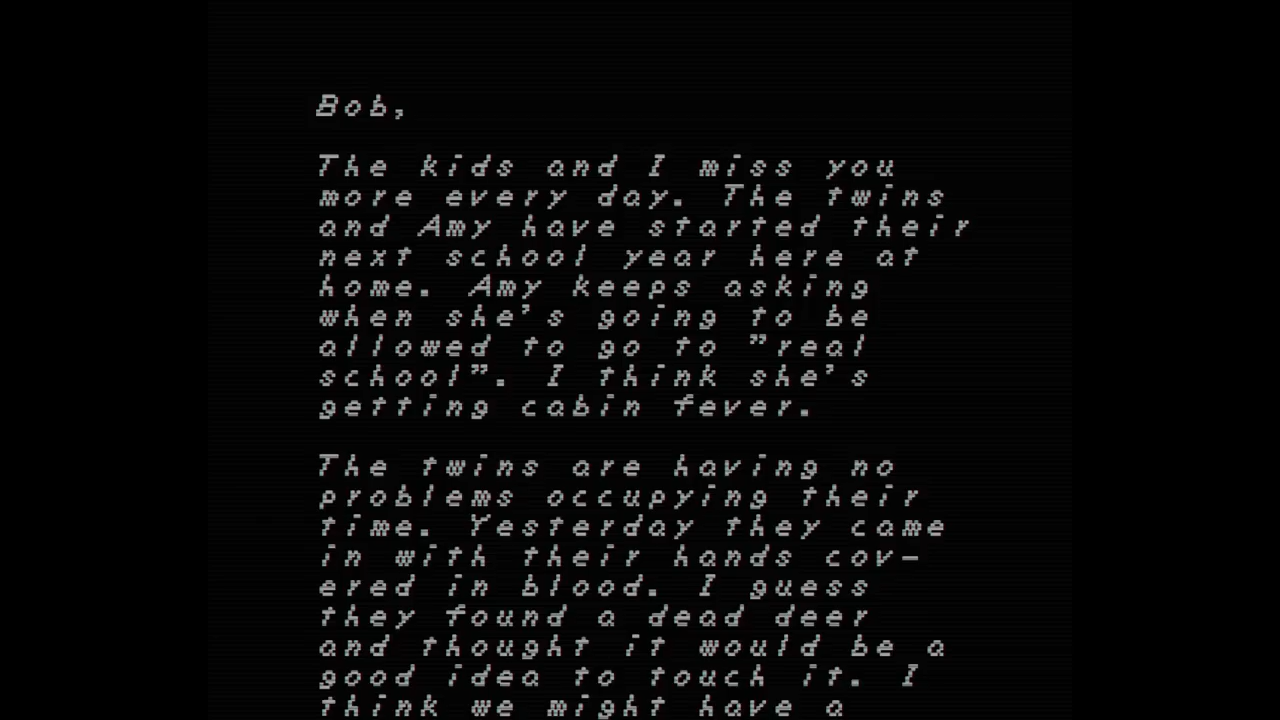 Bob,
The kids and I miss you
more every day. The twins
and Amy have started their
next school year here at
home. Amy keeps asking
when she's going to be
allowed to go to "real
school". I think she's
getting cabin fever.
The twins are having no
problems occupying their
time. Yesterday they came
in with their hands cov-
ered in blood. I guess
they found a dead deer
and thought it would be a
good idea to touch it. I
think we might have a